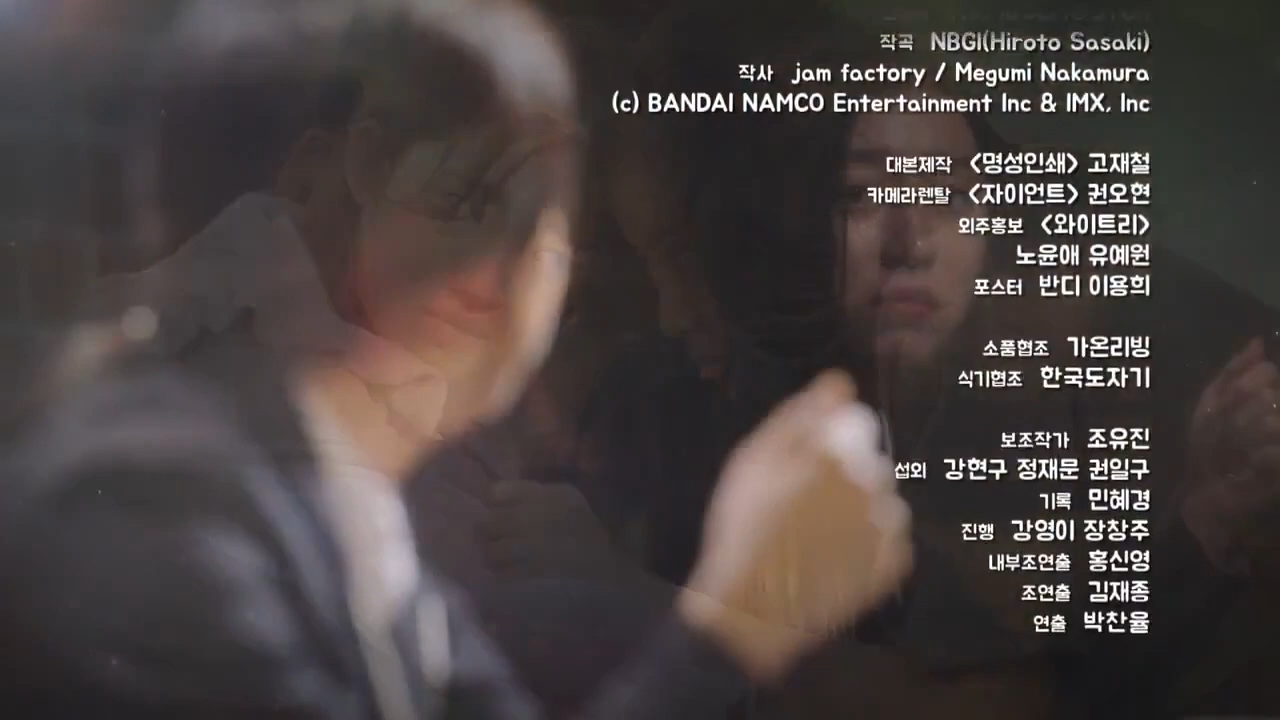 작곡 NBGI(Hiroto Sasaki)
작사 jam factory / Megumi Nakamura
(c) BANDAI NAMCO Entertainment Inc & IMX, Inc
대본제작 <명성인쇄> 고재철
카메라렌탈 <자이언트> 권오현
외주홍보 <와이트리>
노윤애 유예원
포스터 반디 이용희
소품협조 가온리빙
식기협조 한국도자기
보조작가 조유진
섭외 강현구 정재문 권일구
기록 민혜경
진행 강영이 장창주
내부조연출 홍신영
조연출 김재종
연출 박찬율